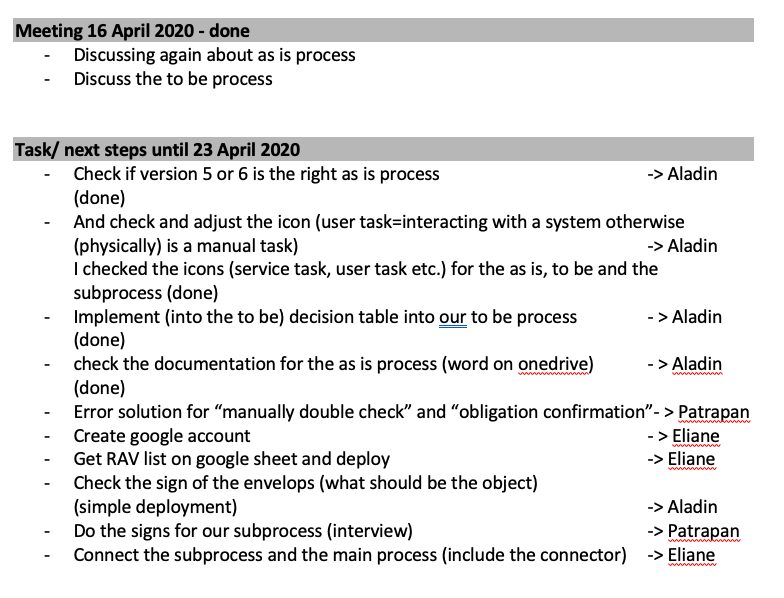 Meeting 16 April 2020 - done
- Discussing again about as is process
- Discuss the to be process
Task/ next steps until 23 April 2020
- Check if version 5 or 6 is the right as is process -> Aladin
(done)
- And check and adjust the icon (user task=interacting with a system otherwise
(physically) is a manual task) -> Aladin
I checked the icons (service task, user task etc.) for the as is, to be and the
subprocess (done)
- Implement (into the to be) decision table into our to be process - > Aladin
(done)
- check the documentation for the as is process (word on onedrive) - > Aladin
(done)
- Error solution for “manually double check” and “obligation confirmation”- > Patrapan
- Create google account - > Eliane
- Get RAV list on google sheet and deploy -> Eliane
- Check the sign of the envelops (what should be the object)
(simple deployment) -> Aladin
- Do the signs for our subprocess (interview) -> Patrapan
- Connect the subprocess and the main process (include the connector) -> Eliane